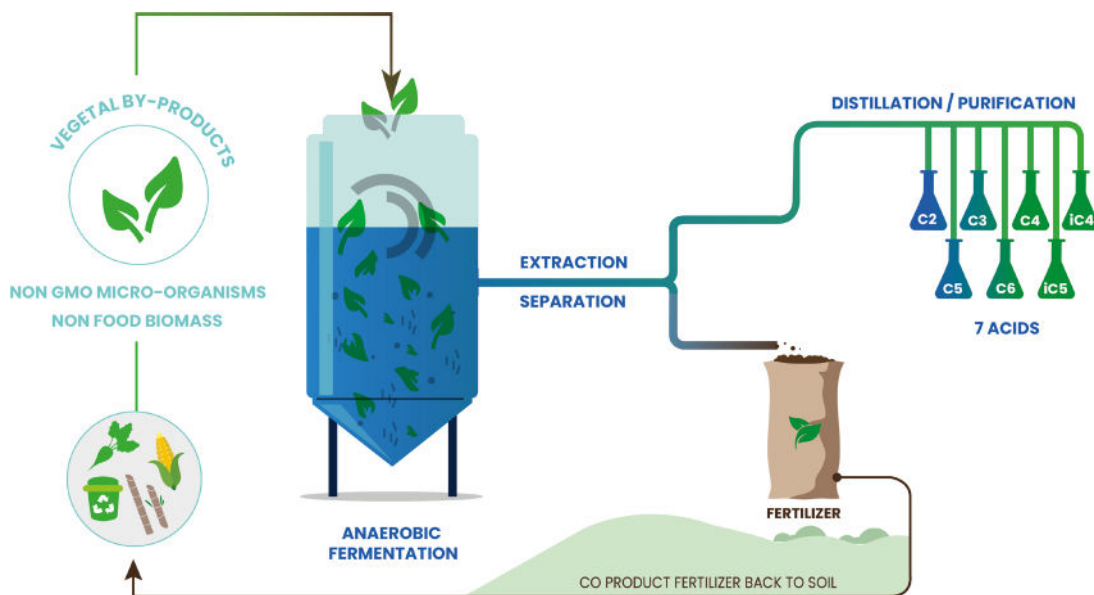 VEGETAL BY-PRODUCTS
NON GMO MICRO-ORGANISMS
NON FOOD BIOMASS
ANAEROBIC
FERMENTATION
EXTRACTION
SEPARATION
DISTILLATION / PURIFICATION
C2
C3
C4
iC4
C5
C6
iC5
7 ACIDS
FERTILIZER
CO PRODUCT FERTILIZER BACK TO SOIL